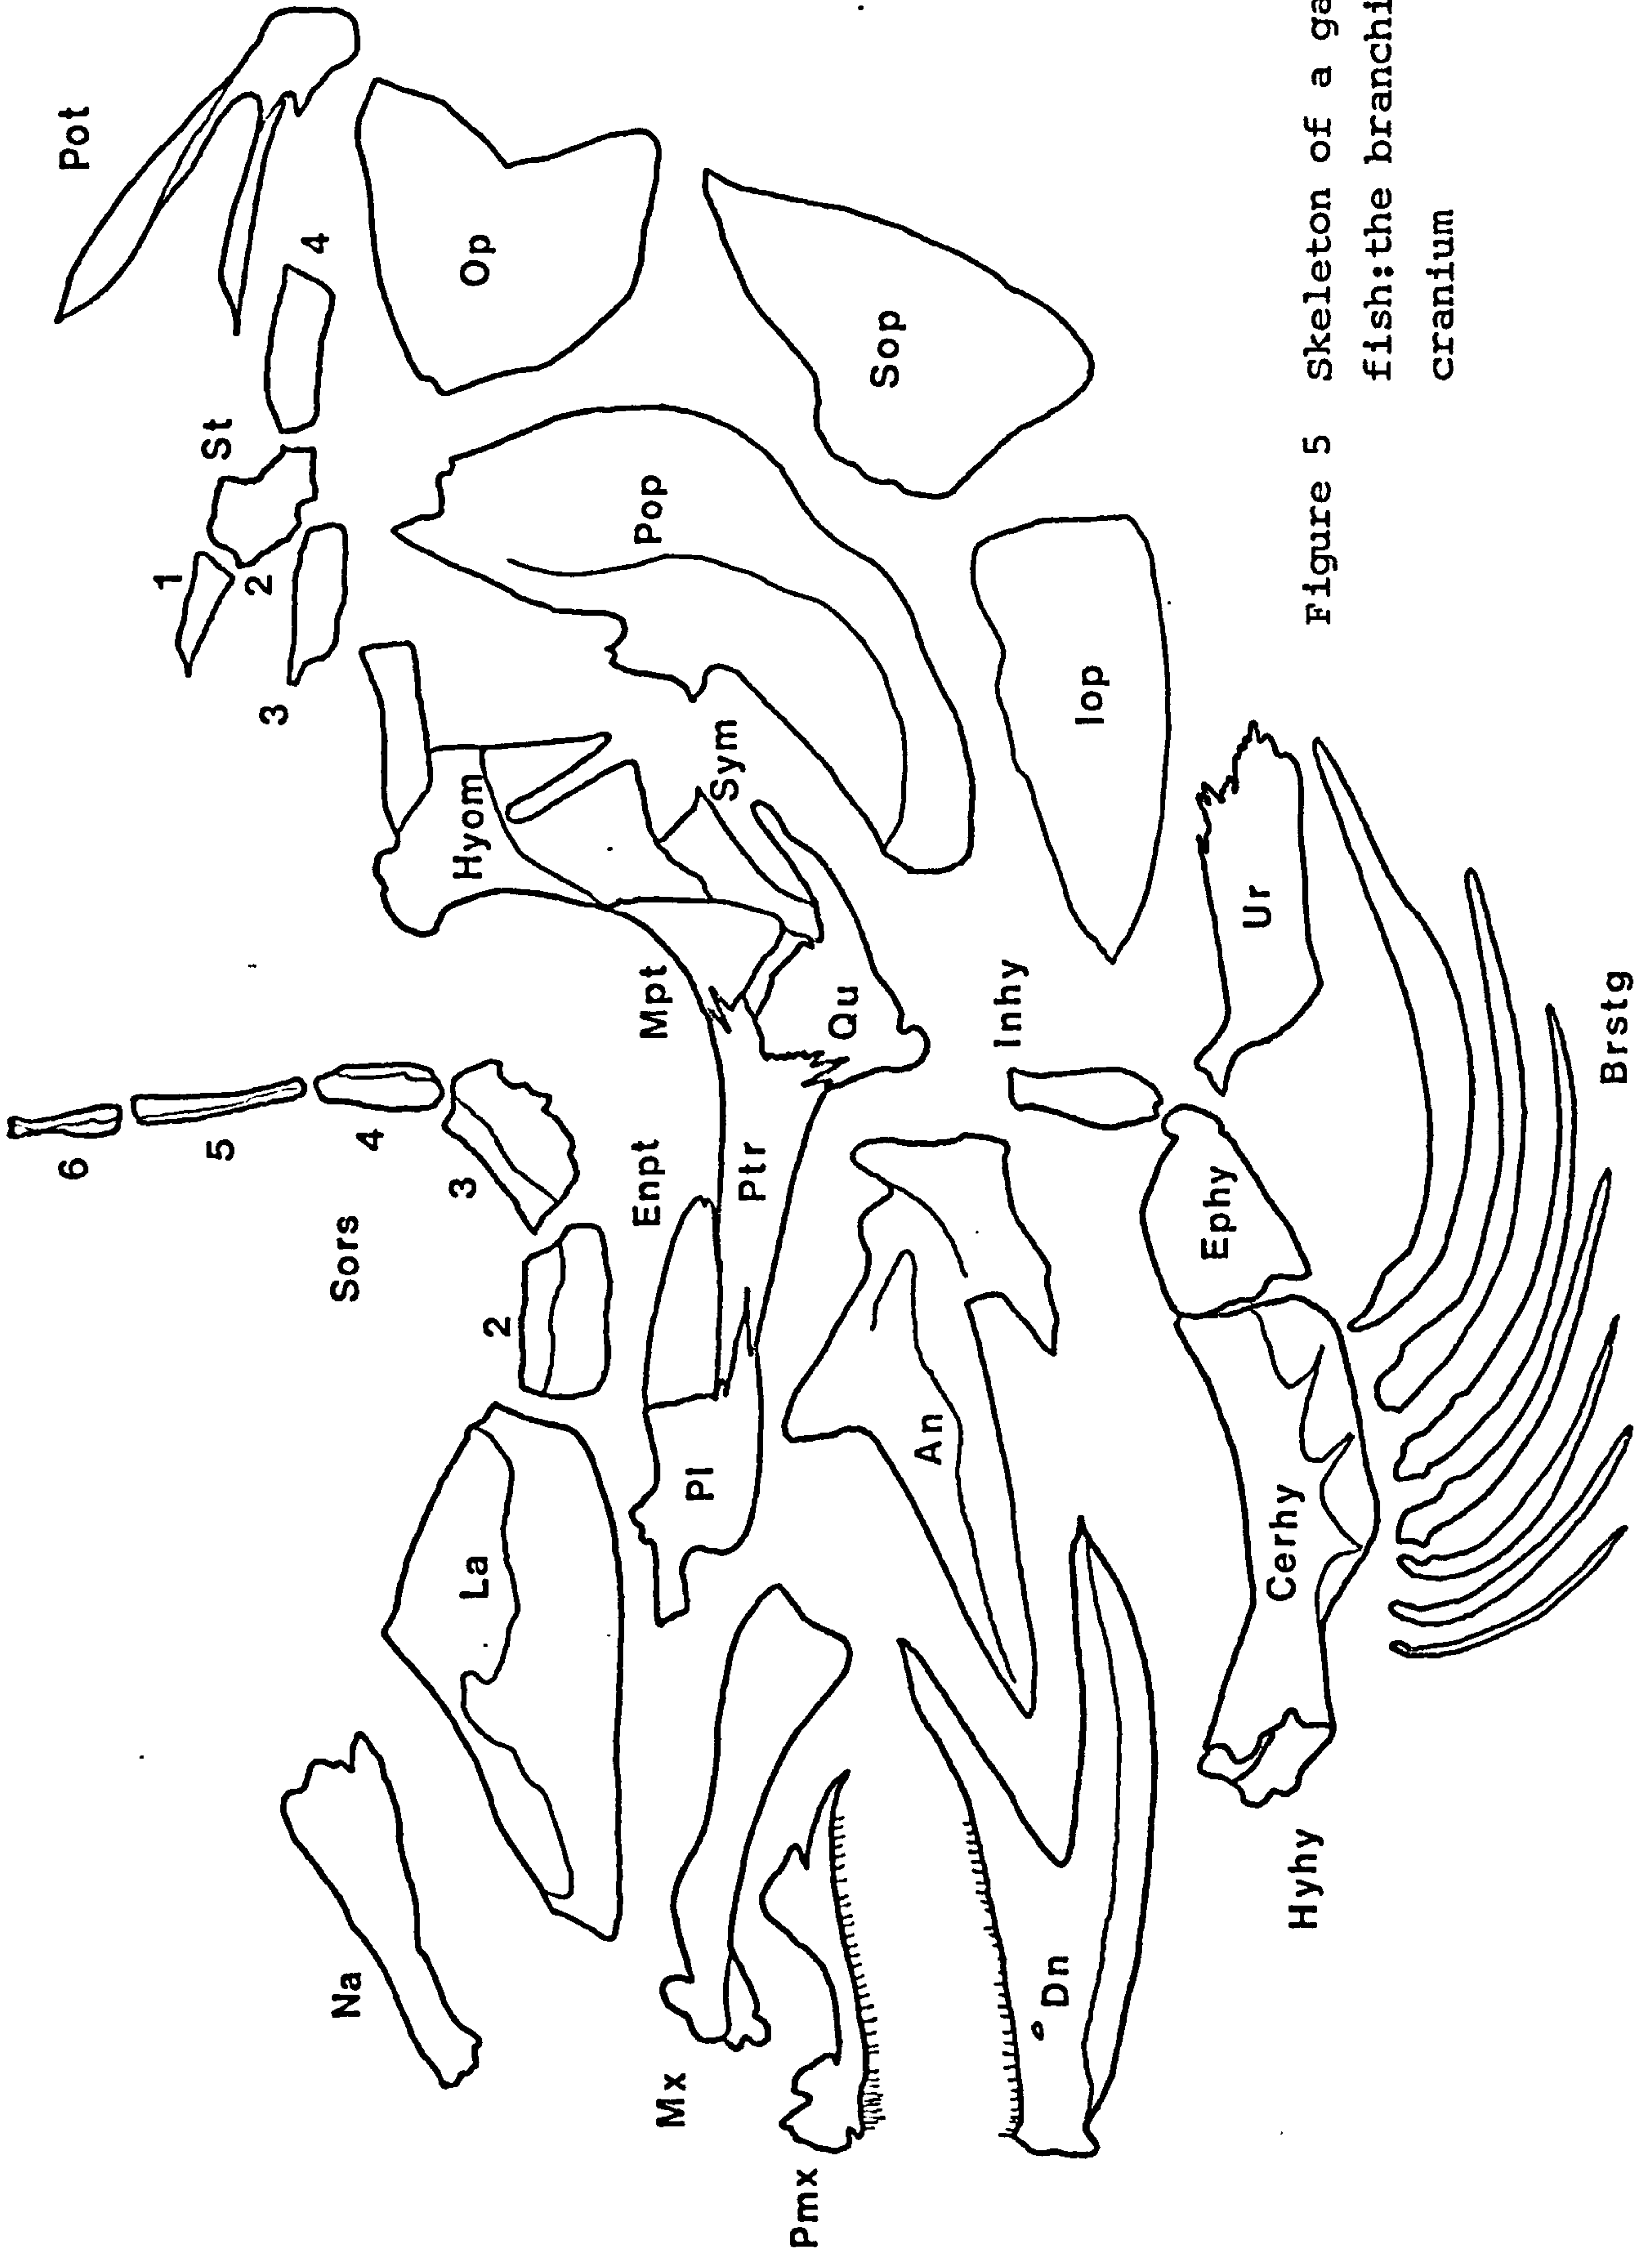 6
Pot
1
5
St
2
3
4
Na
Sors
4
3
Hyom
Op
La
2
Enpt
Mpt
Pop
Mx
Pl
Sym
Ptr
Pmx
Qu
Sop
An
Inhy
Dn
Iop
Ephy
Ur
Cerhy
Hyhy
Brstg
Figure 5 Skeleton of a ga
fish:the branchi
cranium